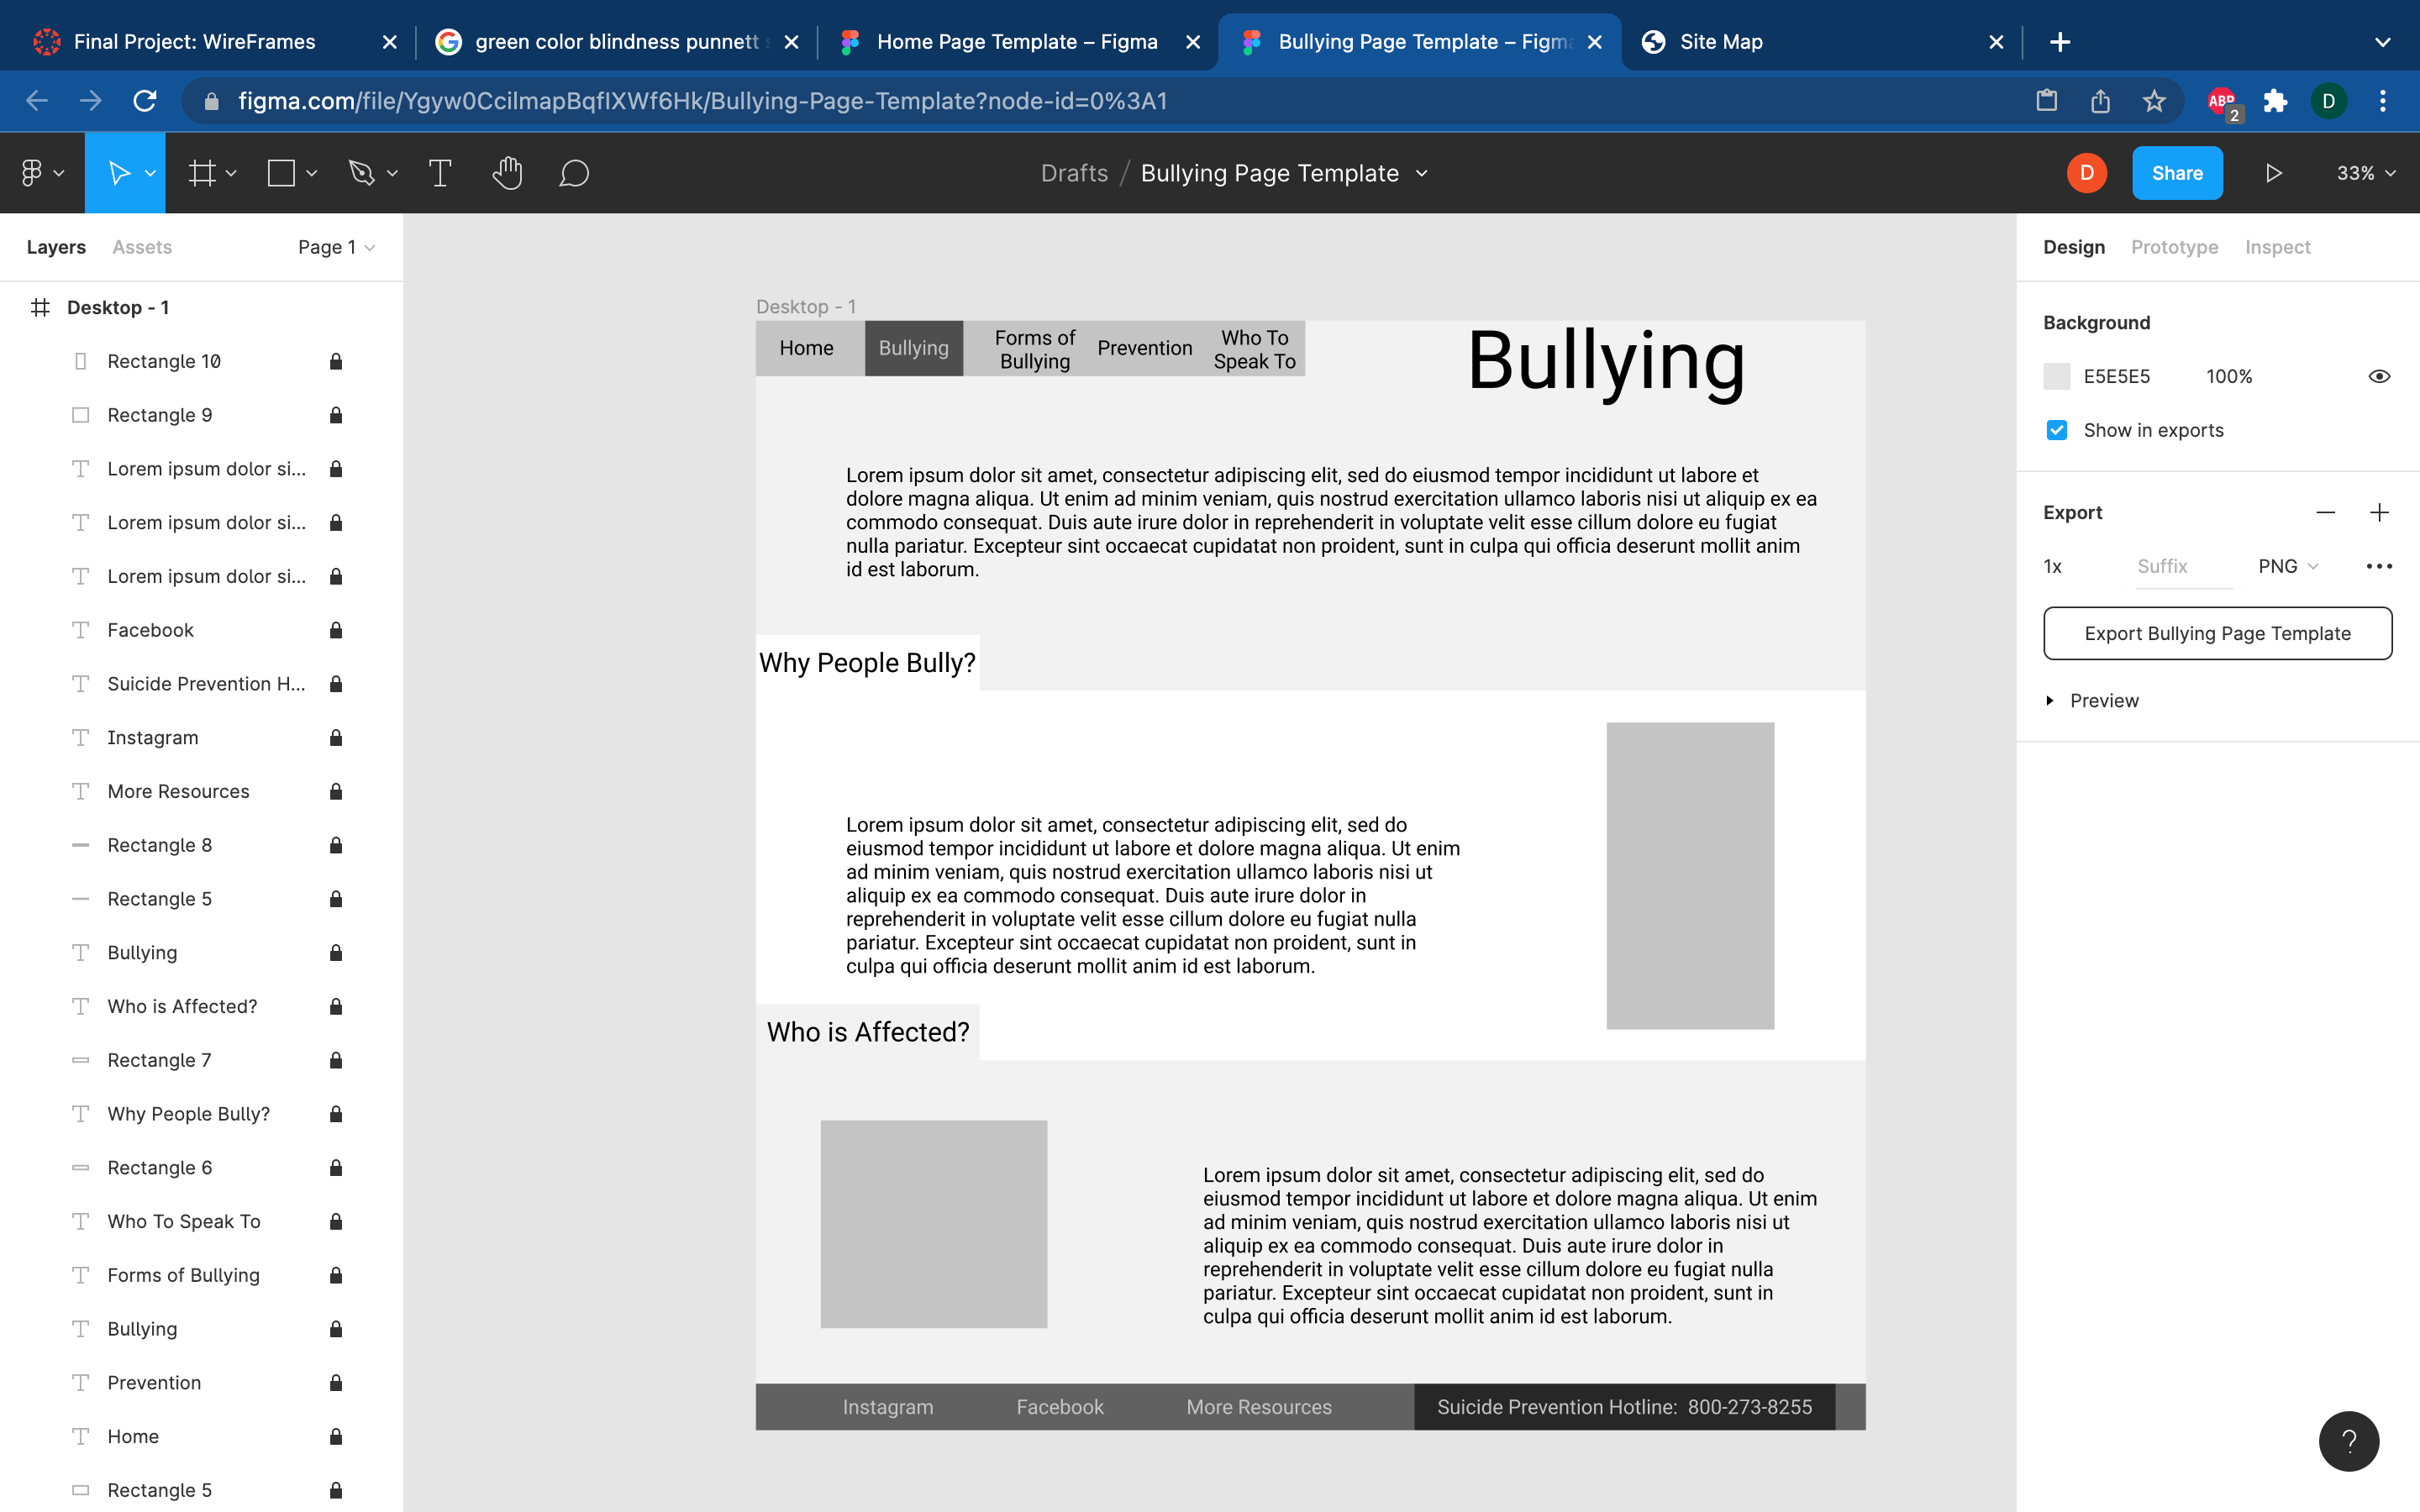 Final Project: WireFrames
green color blindness punnett s
Home Page Template – Figma
Bullying Page Template – Figma
Site Map
figma.com/file/Ygyw0CcilmapBqflXWf6Hk/Bullying-Page-Template?node-id=0%3A1
ABP
2
D
Drafts / Bullying Page Template
D
Share
33%
Layers
Assets
Page 1
Desktop - 1
Rectangle 10
Rectangle 9
Lorem ipsum dolor si...
Lorem ipsum dolor si...
Lorem ipsum dolor si...
Facebook
Suicide Prevention H...
Instagram
More Resources
Rectangle 8
Rectangle 5
Bullying
Who is Affected?
Rectangle 7
Why People Bully?
Rectangle 6
Who To Speak To
Forms of Bullying
Bullying
Prevention
Home
Rectangle 5
Desktop - 1
Home
Bullying
Forms of
Bullying
Prevention
Who To
Speak To
Bullying
Lorem ipsum dolor sit amet, consectetur adipiscing elit, sed do eiusmod tempor incididunt ut labore et
dolore magna aliqua. Ut enim ad minim veniam, quis nostrud exercitation ullamco laboris nisi ut aliquip ex ea
commodo consequat. Duis aute irure dolor in reprehenderit in voluptate velit esse cillum dolore eu fugiat
nulla pariatur. Excepteur sint occaecat cupidatat non proident, sunt in culpa qui officia deserunt mollit anim
id est laborum.
Why People Bully?
Lorem ipsum dolor sit amet, consectetur adipiscing elit, sed do
eiusmod tempor incididunt ut labore et dolore magna aliqua. Ut enim
ad minim veniam, quis nostrud exercitation ullamco laboris nisi ut
aliquip ex ea commodo consequat. Duis aute irure dolor in
reprehenderit in voluptate velit esse cillum dolore eu fugiat nulla
pariatur. Excepteur sint occaecat cupidatat non proident, sunt in
culpa qui officia deserunt mollit anim id est laborum.
Who is Affected?
Lorem ipsum dolor sit amet, consectetur adipiscing elit, sed do
eiusmod tempor incididunt ut labore et dolore magna aliqua. Ut enim
ad minim veniam, quis nostrud exercitation ullamco laboris nisi ut
aliquip ex ea commodo consequat. Duis aute irure dolor in
reprehenderit in voluptate velit esse cillum dolore eu fugiat nulla
pariatur. Excepteur sint occaecat cupidatat non proident, sunt in
culpa qui officia deserunt mollit anim id est laborum.
Instagram
Facebook
More Resources
Suicide Prevention Hotline: 800-273-8255
Design
Prototype
Inspect
Background
E5E5E5
100%
Show in exports
Export
1x
Suffix
PNG
Export Bullying Page Template
Preview
?